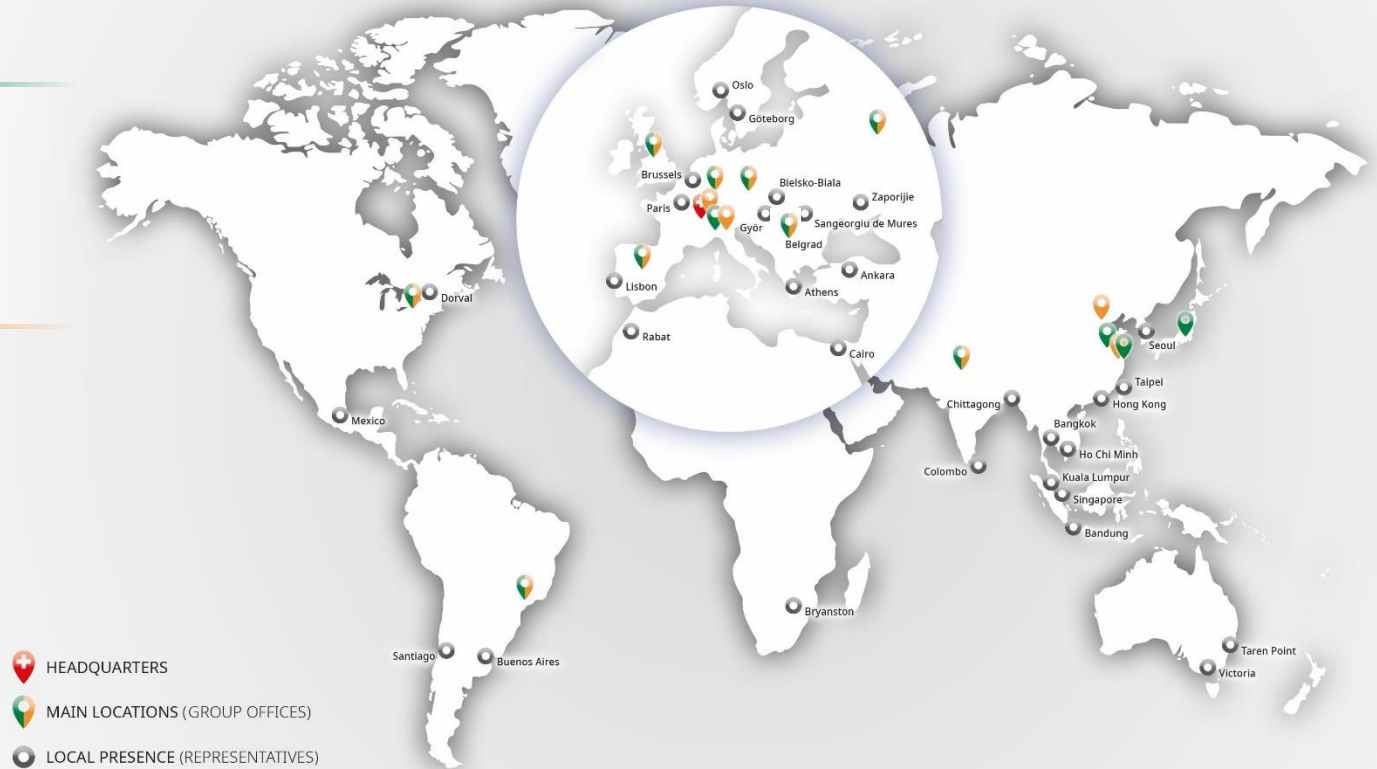 Oslo
Göteborg
Brussels
Bielsko-Biala
Zaporijie
Paris
Györ
Sangeorgiu de Mures
Belgrad
Ankara
Lisbon
Athens
Dorval
Rabat
Seoul
Cairo
Taipei
Chittagong
Hong Kong
Mexico
Bangkok
Ho Chi Minh
Colombo
Kuala Lumpur
Singapore
Bandung
Bryanston
Santiago
Buenos Aires
Taren Point
Victoria
HEADQUARTERS
MAIN LOCATIONS (GROUP OFFICES)
LOCAL PRESENCE (REPRESENTATIVES)